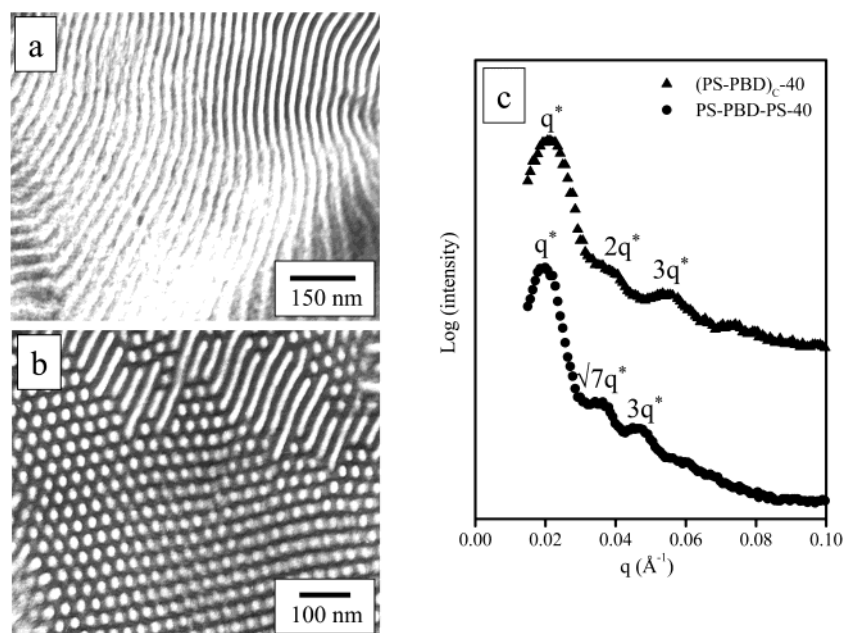 a
150 nm
b
100 nm
c
(PS-PBD)c-40
PS-PBD-PS-40
q*
2q*
3q*
q*
√7q*
3q*
Log (intensity)
0.00 0.02 0.04 0.06 0.08 0.10
q (Å-1)